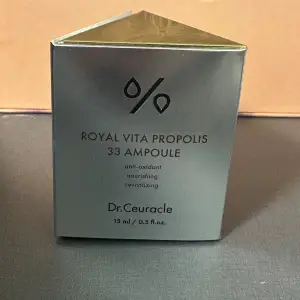 %
ROYAL VITA PROPOLIS
33 AMPOULE
anti-oxidant
nourishing
revitalizing
Dr.Ceuracle
15 ml / 0.5 fl.oz.